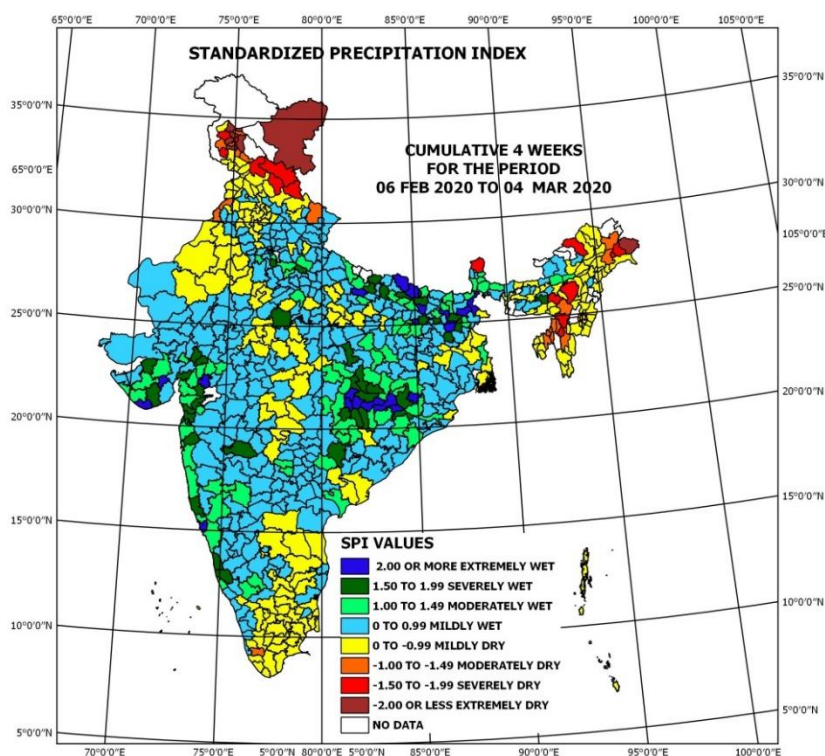 65°0'0"E 70°0'0"E 75°0'0"E 80°0'0"E 85°0'0"E 90°0'0"E 95°0'0"E 100°0'0"E 105°0'0"E
STANDARDIZED PRECIPITATION INDEX
35°0'0"N 35°0'0"N
CUMULATIVE 4 WEEKS
FOR THE PERIOD
06 FEB 2020 TO 04 MAR 2020
65°0'0"E
30°0'0"N 30°0'0"N
105°0'0"E
25°0'0"N 25°0'0"N
20°0'0"N 20°0'0"N
15°0'0"N 15°0'0"N
SPI VALUES
2.00 OR MORE EXTREMELY WET
1.50 TO 1.99 SEVERELY WET
1.00 TO 1.49 MODERATELY WET
0 TO 0.99 MILDLY WET
0 TO -0.99 MILDLY DRY
-1.00 TO -1.49 MODERATELY DRY
-1.50 TO -1.99 SEVERELY DRY
-2.00 OR LESS EXTREMELY DRY
NO DATA
10°0'0"N 10°0'0"N
5°0'0"N 5°0'0"N
70°0'0"E 75°0'0"E 80°0'0"E 85°0'0"E 90°0'0"E 95°0'0"E 100°0'0"E